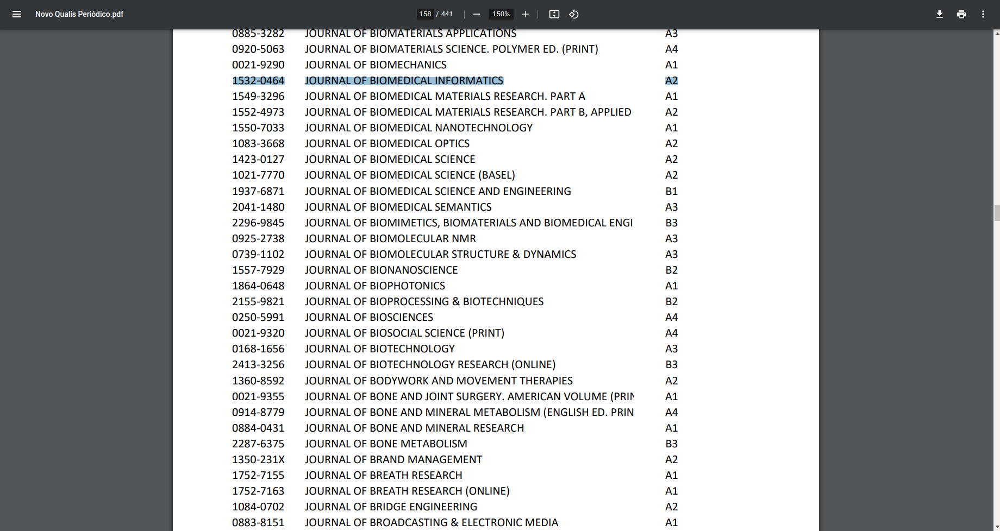 Novo Qualis Periódico.pdf 158 / 441 150%
0885-3282 JOURNAL OF BIOMATERIALS APPLICATIONS A3
0920-5063 JOURNAL OF BIOMATERIALS SCIENCE. POLYMER ED. (PRINT) A4
0021-9290 JOURNAL OF BIOMECHANICS A1
1532-0464 JOURNAL OF BIOMEDICAL INFORMATICS A2
1549-3296 JOURNAL OF BIOMEDICAL MATERIALS RESEARCH. PART A A1
1552-4973 JOURNAL OF BIOMEDICAL MATERIALS RESEARCH. PART B, APPLIED A2
1550-7033 JOURNAL OF BIOMEDICAL NANOTECHNOLOGY A1
1083-3668 JOURNAL OF BIOMEDICAL OPTICS A2
1423-0127 JOURNAL OF BIOMEDICAL SCIENCE A2
1021-7770 JOURNAL OF BIOMEDICAL SCIENCE (BASEL) A2
1937-6871 JOURNAL OF BIOMEDICAL SCIENCE AND ENGINEERING B1
2041-1480 JOURNAL OF BIOMEDICAL SEMANTICS A3
2296-9845 JOURNAL OF BIOMIMETICS, BIOMATERIALS AND BIOMEDICAL ENGI B3
0925-2738 JOURNAL OF BIOMOLECULAR NMR A3
0739-1102 JOURNAL OF BIOMOLECULAR STRUCTURE & DYNAMICS A3
1557-7929 JOURNAL OF BIONANOSCIENCE B2
1864-0648 JOURNAL OF BIOPHOTONICS A1
2155-9821 JOURNAL OF BIOPROCESSING & BIOTECHNIQUES B2
0250-5991 JOURNAL OF BIOSCIENCES A4
0021-9320 JOURNAL OF BIOSOCIAL SCIENCE (PRINT) A4
0168-1656 JOURNAL OF BIOTECHNOLOGY A3
2413-3256 JOURNAL OF BIOTECHNOLOGY RESEARCH (ONLINE) B3
1360-8592 JOURNAL OF BODYWORK AND MOVEMENT THERAPIES A2
0021-9355 JOURNAL OF BONE AND JOINT SURGERY. AMERICAN VOLUME (PRIN A1
0914-8779 JOURNAL OF BONE AND MINERAL METABOLISM (ENGLISH ED. PRIN A4
0884-0431 JOURNAL OF BONE AND MINERAL RESEARCH A1
2287-6375 JOURNAL OF BONE METABOLISM B3
1350-231X JOURNAL OF BRAND MANAGEMENT A2
1752-7155 JOURNAL OF BREATH RESEARCH A1
1752-7163 JOURNAL OF BREATH RESEARCH (ONLINE) A1
1084-0702 JOURNAL OF BRIDGE ENGINEERING A2
0883-8151 JOURNAL OF BROADCASTING & ELECTRONIC MEDIA A1